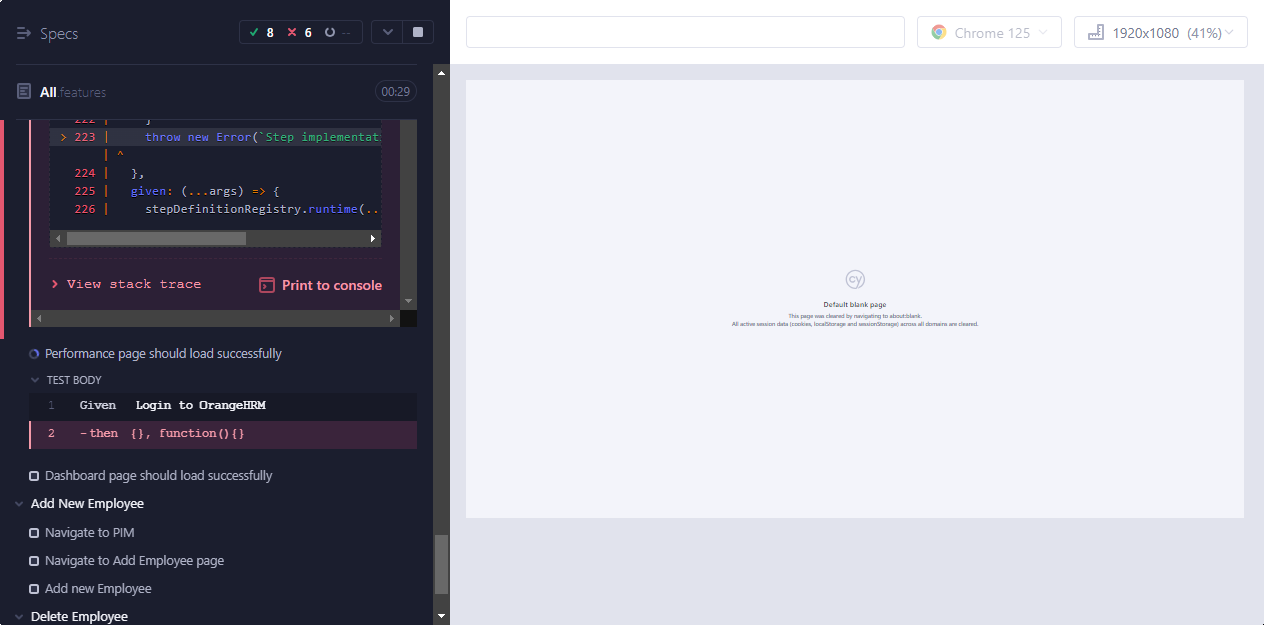 Specs
8 6 --
Chrome 125
1920x1080 (41%)
All.features
00:29
222 | }
> 223 | throw new Error(`Step implementat
| ^
224 | },
225 | given: (...args) => {
226 | stepDefinitionRegistry.runtime(..
View stack trace
Print to console
cy
Default blank page
This page was cleared by navigating to about:blank.
All active session data (cookies, localStorage and sessionStorage) across all domains are cleared.
Performance page should load successfully
TEST BODY
1 Given Login to OrangeHRM
2 -then {}, function(){}
Dashboard page should load successfully
Add New Employee
Navigate to PIM
Navigate to Add Employee page
Add new Employee
Delete Employee